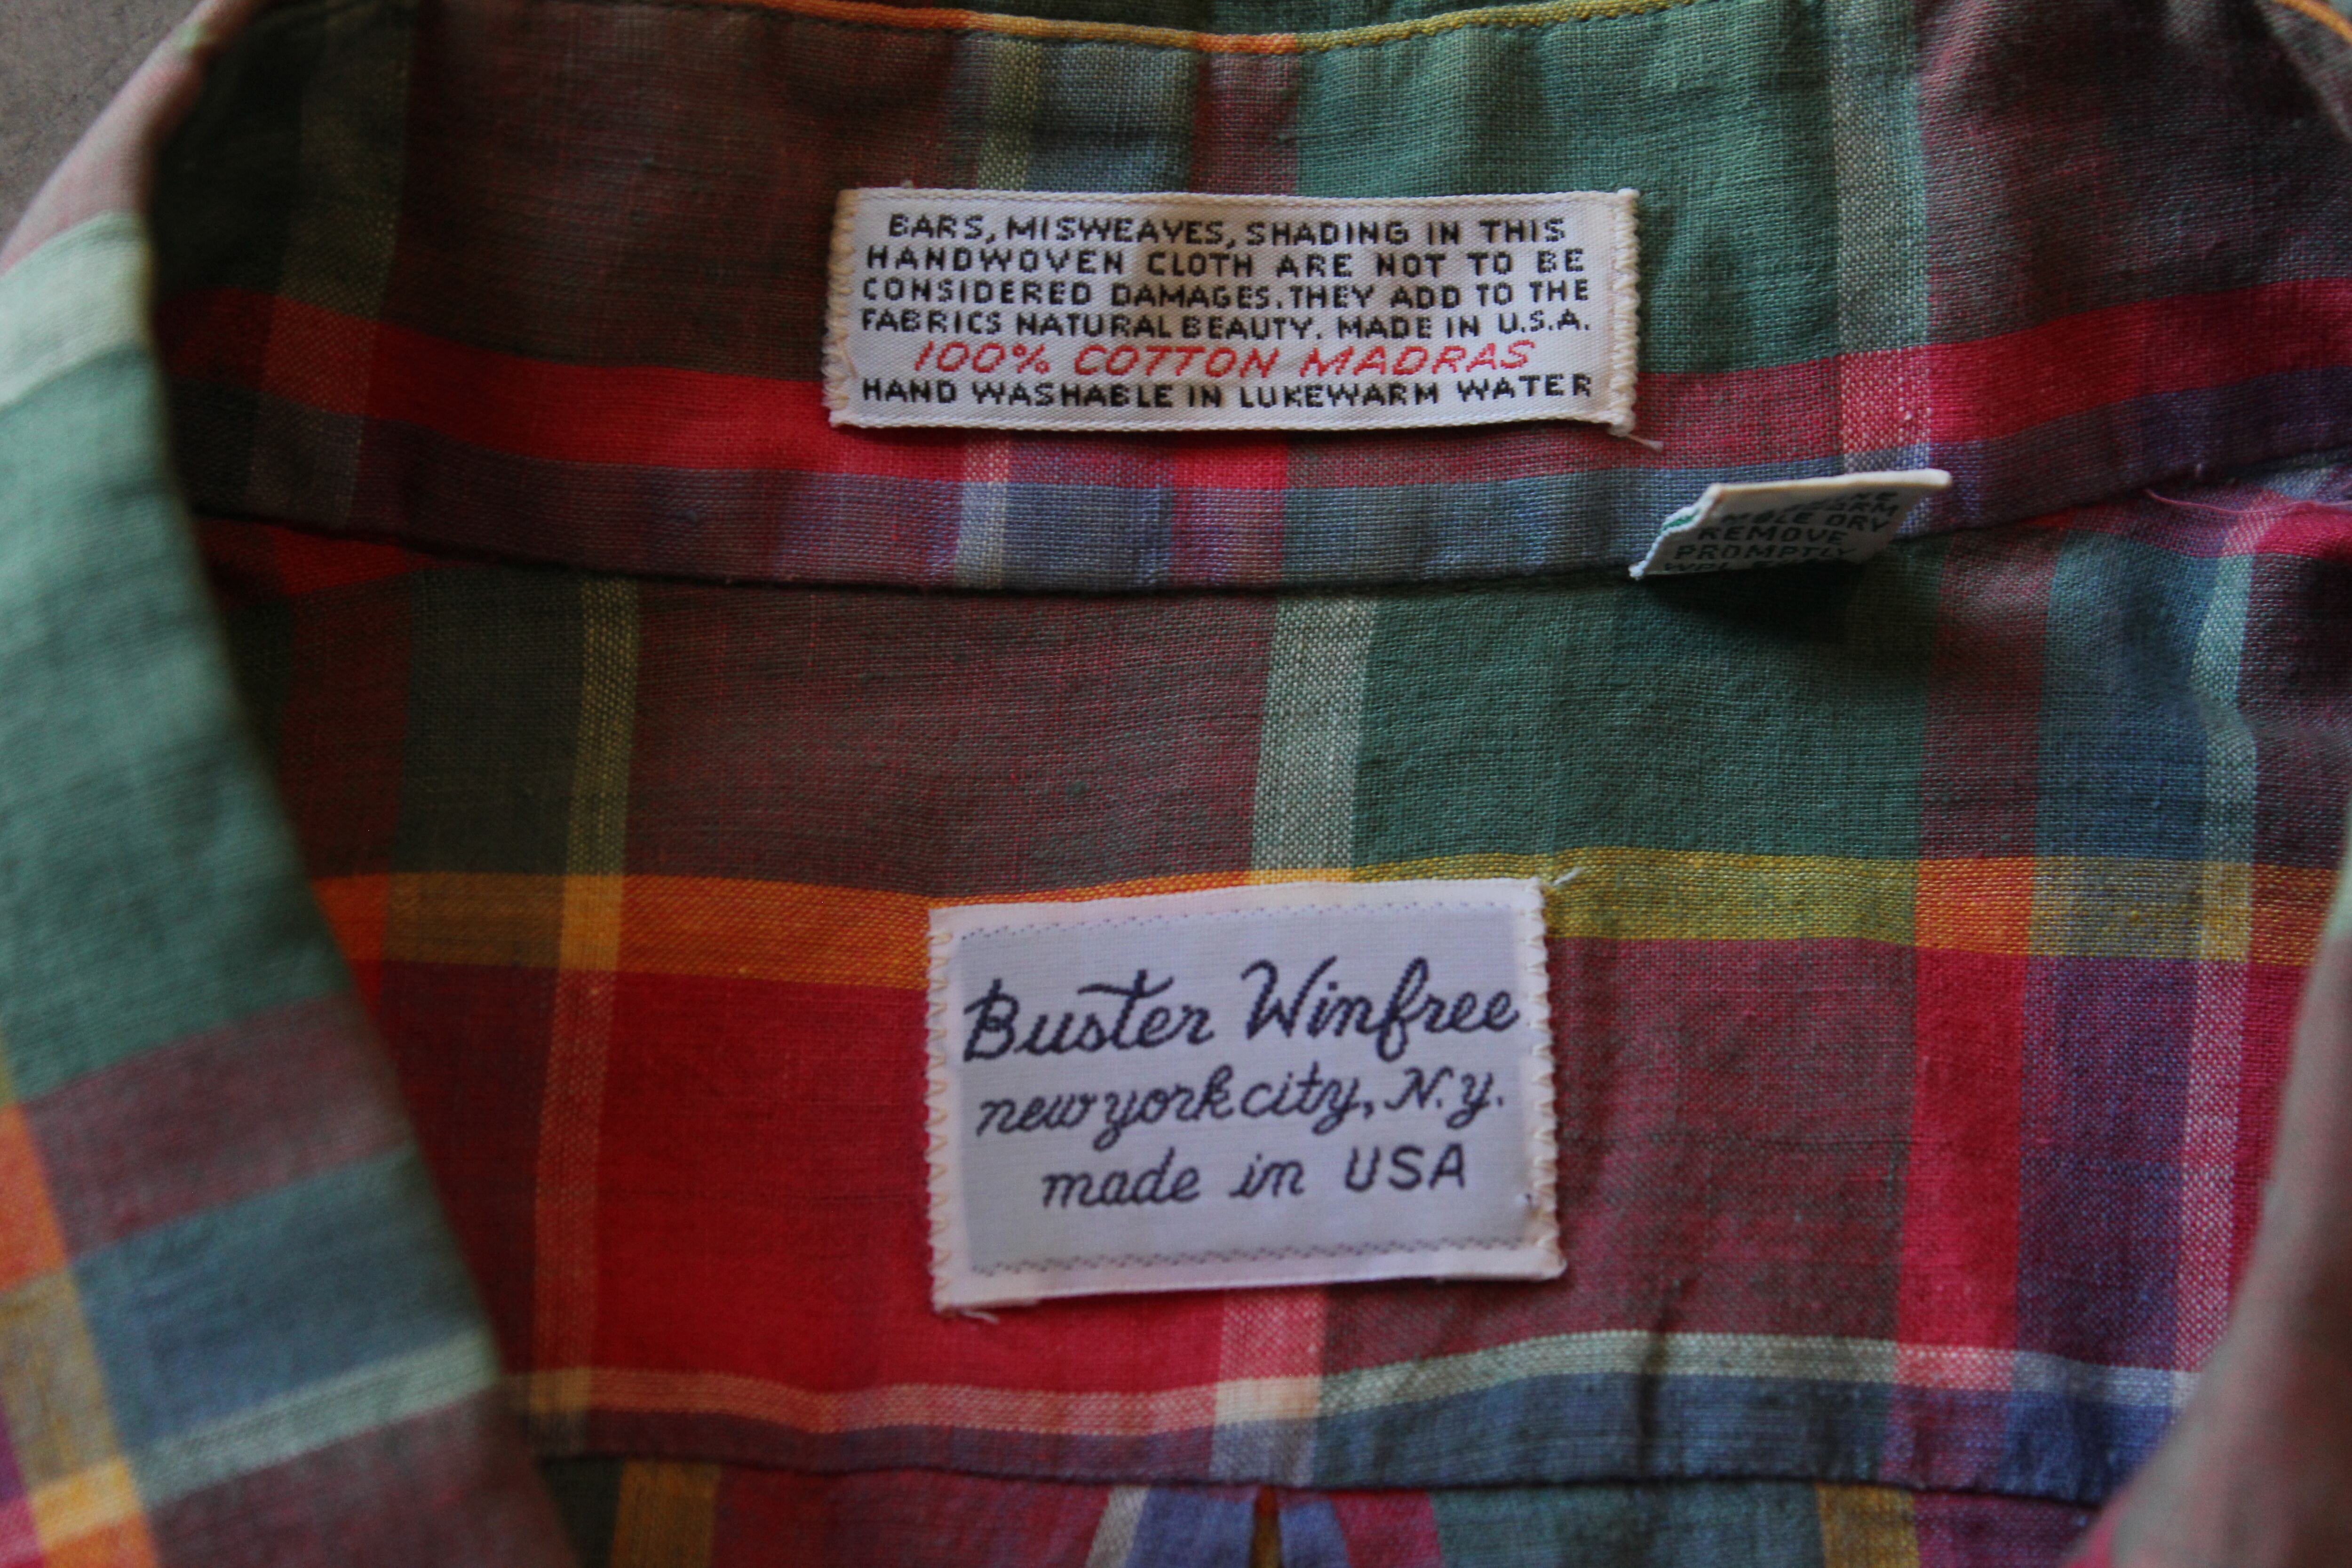 BARS, MISWEAVES, SHADING IN THIS
HANDWOVEN CLOTH ARE NOT TO BE
CONSIDERED DAMAGES. THEY ADD TO THE
FABRICS NATURAL BEAUTY. MADE IN U.S.A.
100% COTTON MADRAS
HAND WASHABLE IN LUKEWARM WATER
DRY
REMOVE
PROMPTLY
Buster Winfree
new york city, N.y.
made in USA